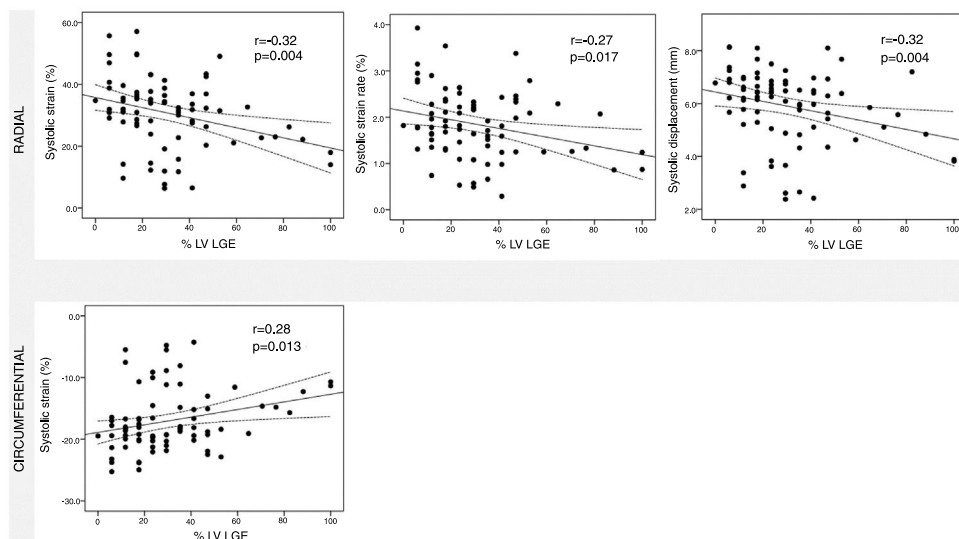 RADIAL
Systolic strain (%)
60.0
40.0
20.0
0.0
r=-0.32
p=0.004
0 20 40 60 80 100
% LV LGE
Systolic strain rate (%)
4.0
3.0
2.0
1.0
0.0
r=-0.27
p=0.017
0 20 40 60 80 100
% LV LGE
Systolic displacement (mm)
8.0
6.0
4.0
2.0
r=-0.32
p=0.004
0 20 40 60 80 100
% LV LGE
CIRCUMFERENTIAL
Systolic strain (%)
0.0
-10.0
-20.0
-30.0
r=0.28
p=0.013
0 20 40 60 80 100
% LV LGE